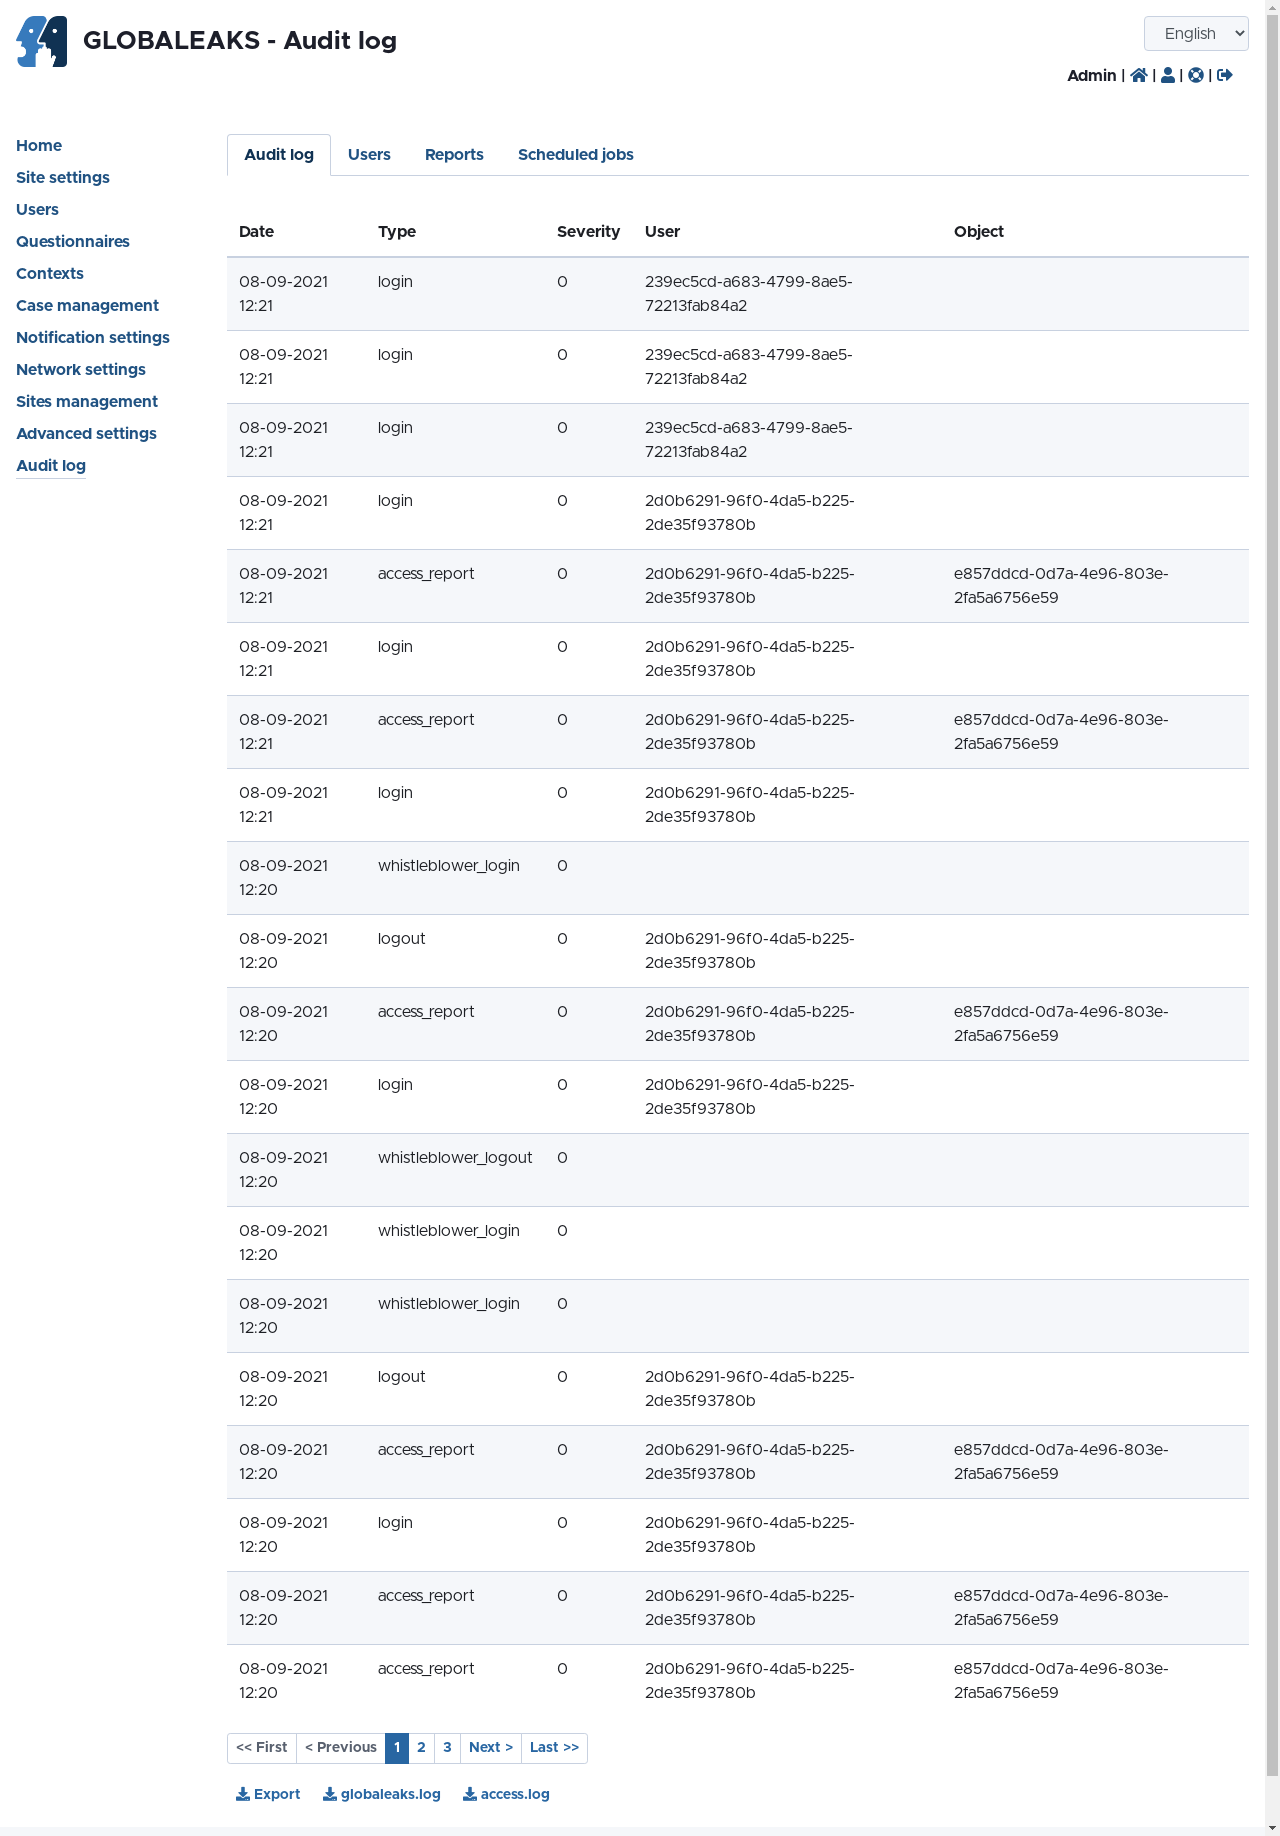 GLOBALEAKS - Audit log
English
Admin | | | |
Home
Site settings
Users
Questionnaires
Contexts
Case management
Notification settings
Network settings
Sites management
Advanced settings
Audit log
Audit log Users Reports Scheduled jobs
Date Type Severity User Object
08-09-2021 login 0 239ec5cd-a683-4799-8ae5-
12:21 72213fab84a2
08-09-2021 login 0 239ec5cd-a683-4799-8ae5-
12:21 72213fab84a2
08-09-2021 login 0 239ec5cd-a683-4799-8ae5-
12:21 72213fab84a2
08-09-2021 login 0 2d0b6291-96f0-4da5-b225-
12:21 2de35f93780b
08-09-2021 access_report 0 2d0b6291-96f0-4da5-b225- e857ddcd-0d7a-4e96-803e-
12:21 2de35f93780b 2fa5a6756e59
08-09-2021 login 0 2d0b6291-96f0-4da5-b225-
12:21 2de35f93780b
08-09-2021 access_report 0 2d0b6291-96f0-4da5-b225- e857ddcd-0d7a-4e96-803e-
12:21 2de35f93780b 2fa5a6756e59
08-09-2021 login 0 2d0b6291-96f0-4da5-b225-
12:21 2de35f93780b
08-09-2021 whistleblower_login 0
12:20
08-09-2021 logout 0 2d0b6291-96f0-4da5-b225-
12:20 2de35f93780b
08-09-2021 access_report 0 2d0b6291-96f0-4da5-b225- e857ddcd-0d7a-4e96-803e-
12:20 2de35f93780b 2fa5a6756e59
08-09-2021 login 0 2d0b6291-96f0-4da5-b225-
12:20 2de35f93780b
08-09-2021 whistleblower_logout 0
12:20
08-09-2021 whistleblower_login 0
12:20
08-09-2021 whistleblower_login 0
12:20
08-09-2021 logout 0 2d0b6291-96f0-4da5-b225-
12:20 2de35f93780b
08-09-2021 access_report 0 2d0b6291-96f0-4da5-b225- e857ddcd-0d7a-4e96-803e-
12:20 2de35f93780b 2fa5a6756e59
08-09-2021 login 0 2d0b6291-96f0-4da5-b225-
12:20 2de35f93780b
08-09-2021 access_report 0 2d0b6291-96f0-4da5-b225- e857ddcd-0d7a-4e96-803e-
12:20 2de35f93780b 2fa5a6756e59
08-09-2021 access_report 0 2d0b6291-96f0-4da5-b225- e857ddcd-0d7a-4e96-803e-
12:20 2de35f93780b 2fa5a6756e59
<< First < Previous 1 2 3 Next > Last >>
Export globaleaks.log access.log